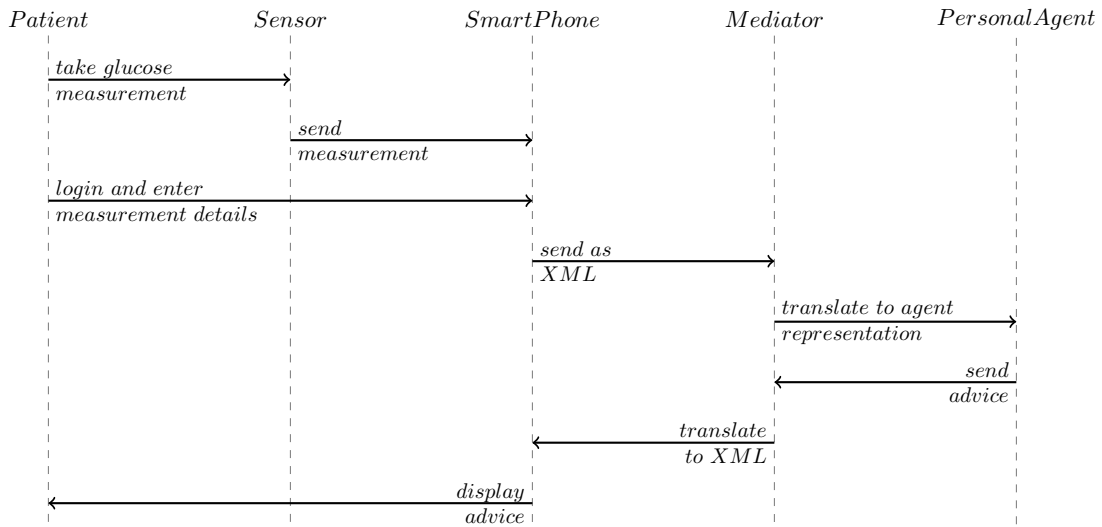 Patient
Sensor
SmartPhone
Mediator
PersonalAgent
take glucose
measurement
send
measurement
login and enter
measurement details
send as
XML
translate to agent
representation
send
advice
translate
to XML
display
advice